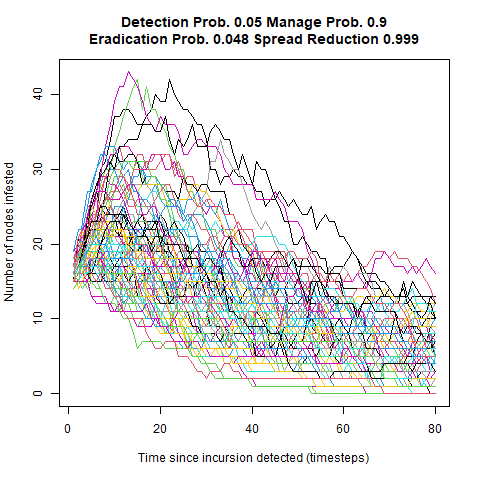 Detection Prob. 0.05 Manage Prob. 0.9
Eradication Prob. 0.048 Spread Reduction 0.999
Number of nodes infested
40
30
20
10
0
0 20 40 60 80
Time since incursion detected (timesteps)